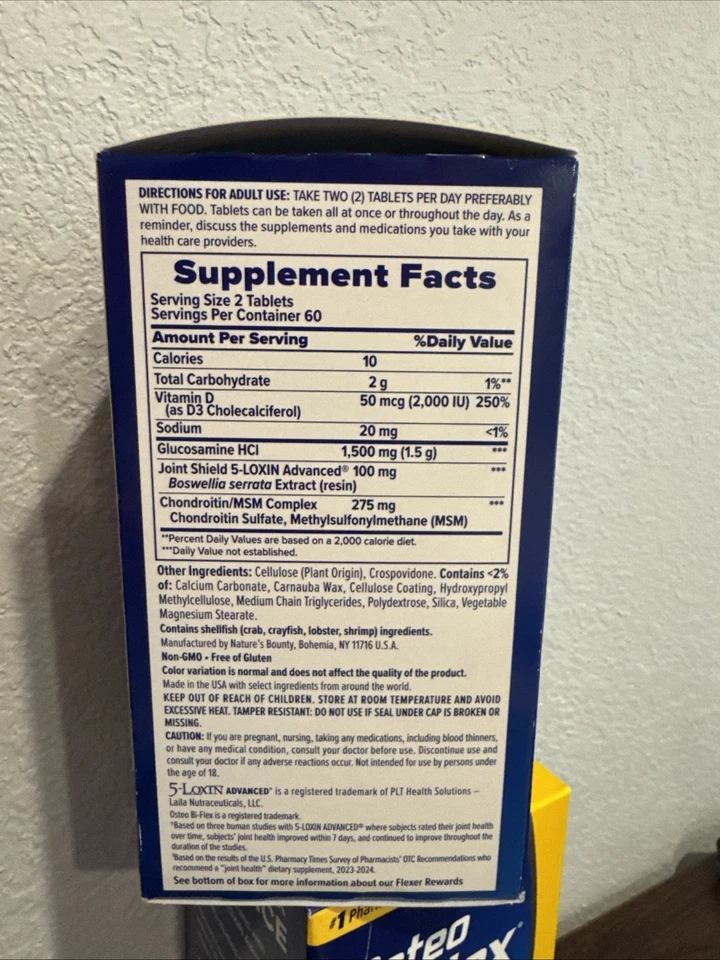 DIRECTIONS FOR ADULT USE: TAKE TWO (2) TABLETS PER DAY PREFERABLY
WITH FOOD. Tablets can be taken all at once or throughout the day. As a
reminder, discuss the supplements and medications you take with your
health care providers.
Supplement Facts
Serving Size 2 Tablets
Servings Per Container 60
Amount Per Serving %Daily Value
Calories 10
Total Carbohydrate 2 g 1%**
Vitamin D 50 mcg (2,000 IU) 250%
(as D3 Cholecalciferol)
Sodium 20 mg <1%
Glucosamine HCl 1,500 mg (1.5 g) ***
Joint Shield 5-LOXIN Advanced® 100 mg ***
Boswellia serrata Extract (resin)
Chondroitin/MSM Complex 275 mg ***
Chondroitin Sulfate, Methylsulfonylmethane (MSM)
**Percent Daily Values are based on a 2,000 calorie diet.
***Daily Value not established.
Other Ingredients: Cellulose (Plant Origin), Crospovidone. Contains <2%
of: Calcium Carbonate, Carnauba Wax, Cellulose Coating, Hydroxypropyl
Methylcellulose, Medium Chain Triglycerides, Polydextrose, Silica, Vegetable
Magnesium Stearate.
Contains shellfish (crab, crayfish, lobster, shrimp) ingredients.
Manufactured by Nature's Bounty, Bohemia, NY 11716 U.S.A.
Non-GMO • Free of Gluten
Color variation is normal and does not affect the quality of the product.
Made in the USA with select ingredients from around the world.
KEEP OUT OF REACH OF CHILDREN. STORE AT ROOM TEMPERATURE AND AVOID
EXCESSIVE HEAT. TAMPER RESISTANT: DO NOT USE IF SEAL UNDER CAP IS BROKEN OR
MISSING.
CAUTION: If you are pregnant, nursing, taking any medications, including blood thinners,
or have any medical condition, consult your doctor before use. Discontinue use and
consult your doctor if any adverse reactions occur. Not intended for use by persons under
the age of 18.
5-LOXIN ADVANCED® is a registered trademark of PLT Health Solutions –
Laila Nutraceuticals, LLC.
Osteo Bi-Flex is a registered trademark.
Based on three human studies with 5-LOXIN ADVANCED® where subjects rated their joint health
over time, subjects' joint health improved within 7 days, and continued to improve throughout the
duration of the studies.
Based on the results of the U.S. Pharmacy Times Survey of Pharmacists' OTC Recommendations who
recommend a "joint health" dietary supplement, 2023-2024.
See bottom of box for more information about our Flexer Rewards
#1 Phar
steo
ex